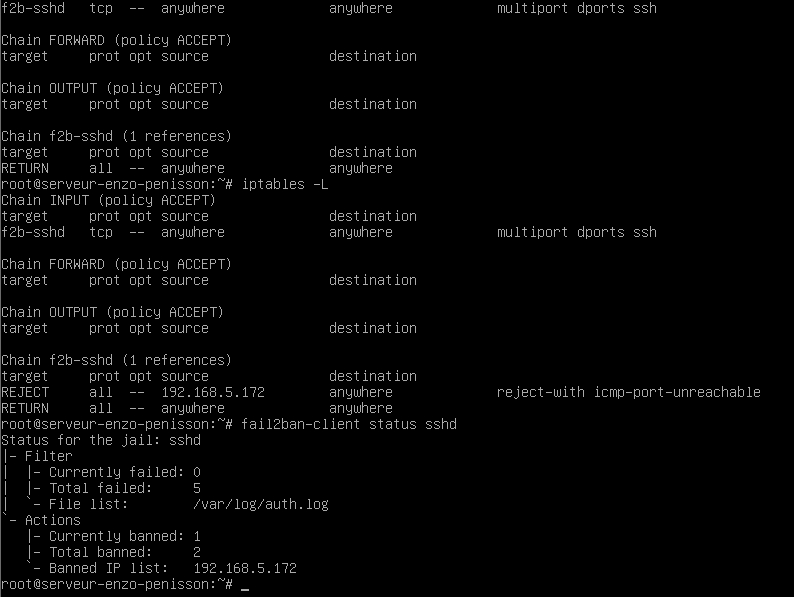 f2b-sshd   tcp  --  anywhere             anywhere             multiport dports ssh

Chain FORWARD (policy ACCEPT)
target     prot opt source               destination

Chain OUTPUT (policy ACCEPT)
target     prot opt source               destination

Chain f2b-sshd (1 references)
target     prot opt source               destination
RETURN     all  --  anywhere             anywhere
root@serveur-enzo-penisson:~# iptables -L
Chain INPUT (policy ACCEPT)
target     prot opt source               destination
f2b-sshd   tcp  --  anywhere             anywhere             multiport dports ssh

Chain FORWARD (policy ACCEPT)
target     prot opt source               destination

Chain OUTPUT (policy ACCEPT)
target     prot opt source               destination

Chain f2b-sshd (1 references)
target     prot opt source               destination
REJECT     all  --  192.168.5.172        anywhere             reject-with icmp-port-unreachable
RETURN     all  --  anywhere             anywhere
root@serveur-enzo-penisson:~# fail2ban-client status sshd
Status for the jail: sshd
|- Filter
|  |- Currently failed: 0
|  |- Total failed:     5
|  `- File list:        /var/log/auth.log
`- Actions
   |- Currently banned: 1
   |- Total banned:     2
   `- Banned IP list:   192.168.5.172
root@serveur-enzo-penisson:~# _